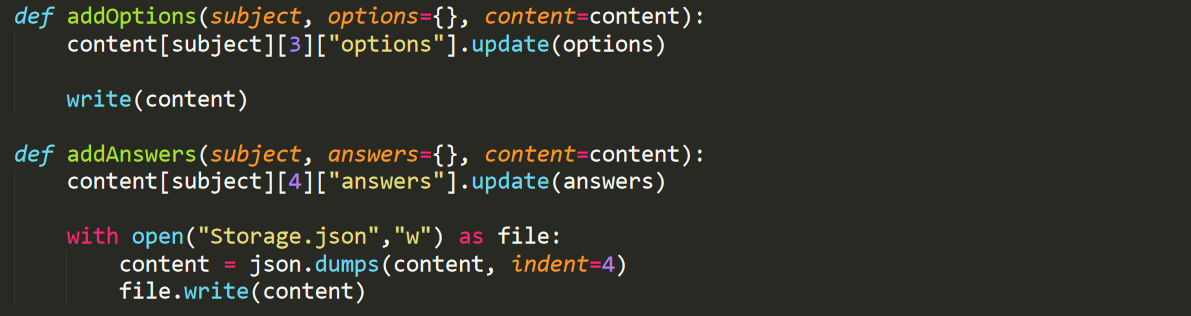 def addOptions(subject, options={}, content=content):
    content[subject][3]["options"].update(options)

    write(content)

def addAnswers(subject, answers={}, content=content):
    content[subject][4]["answers"].update(answers)

    with open("Storage.json","w") as file:
        content = json.dumps(content, indent=4)
        file.write(content)